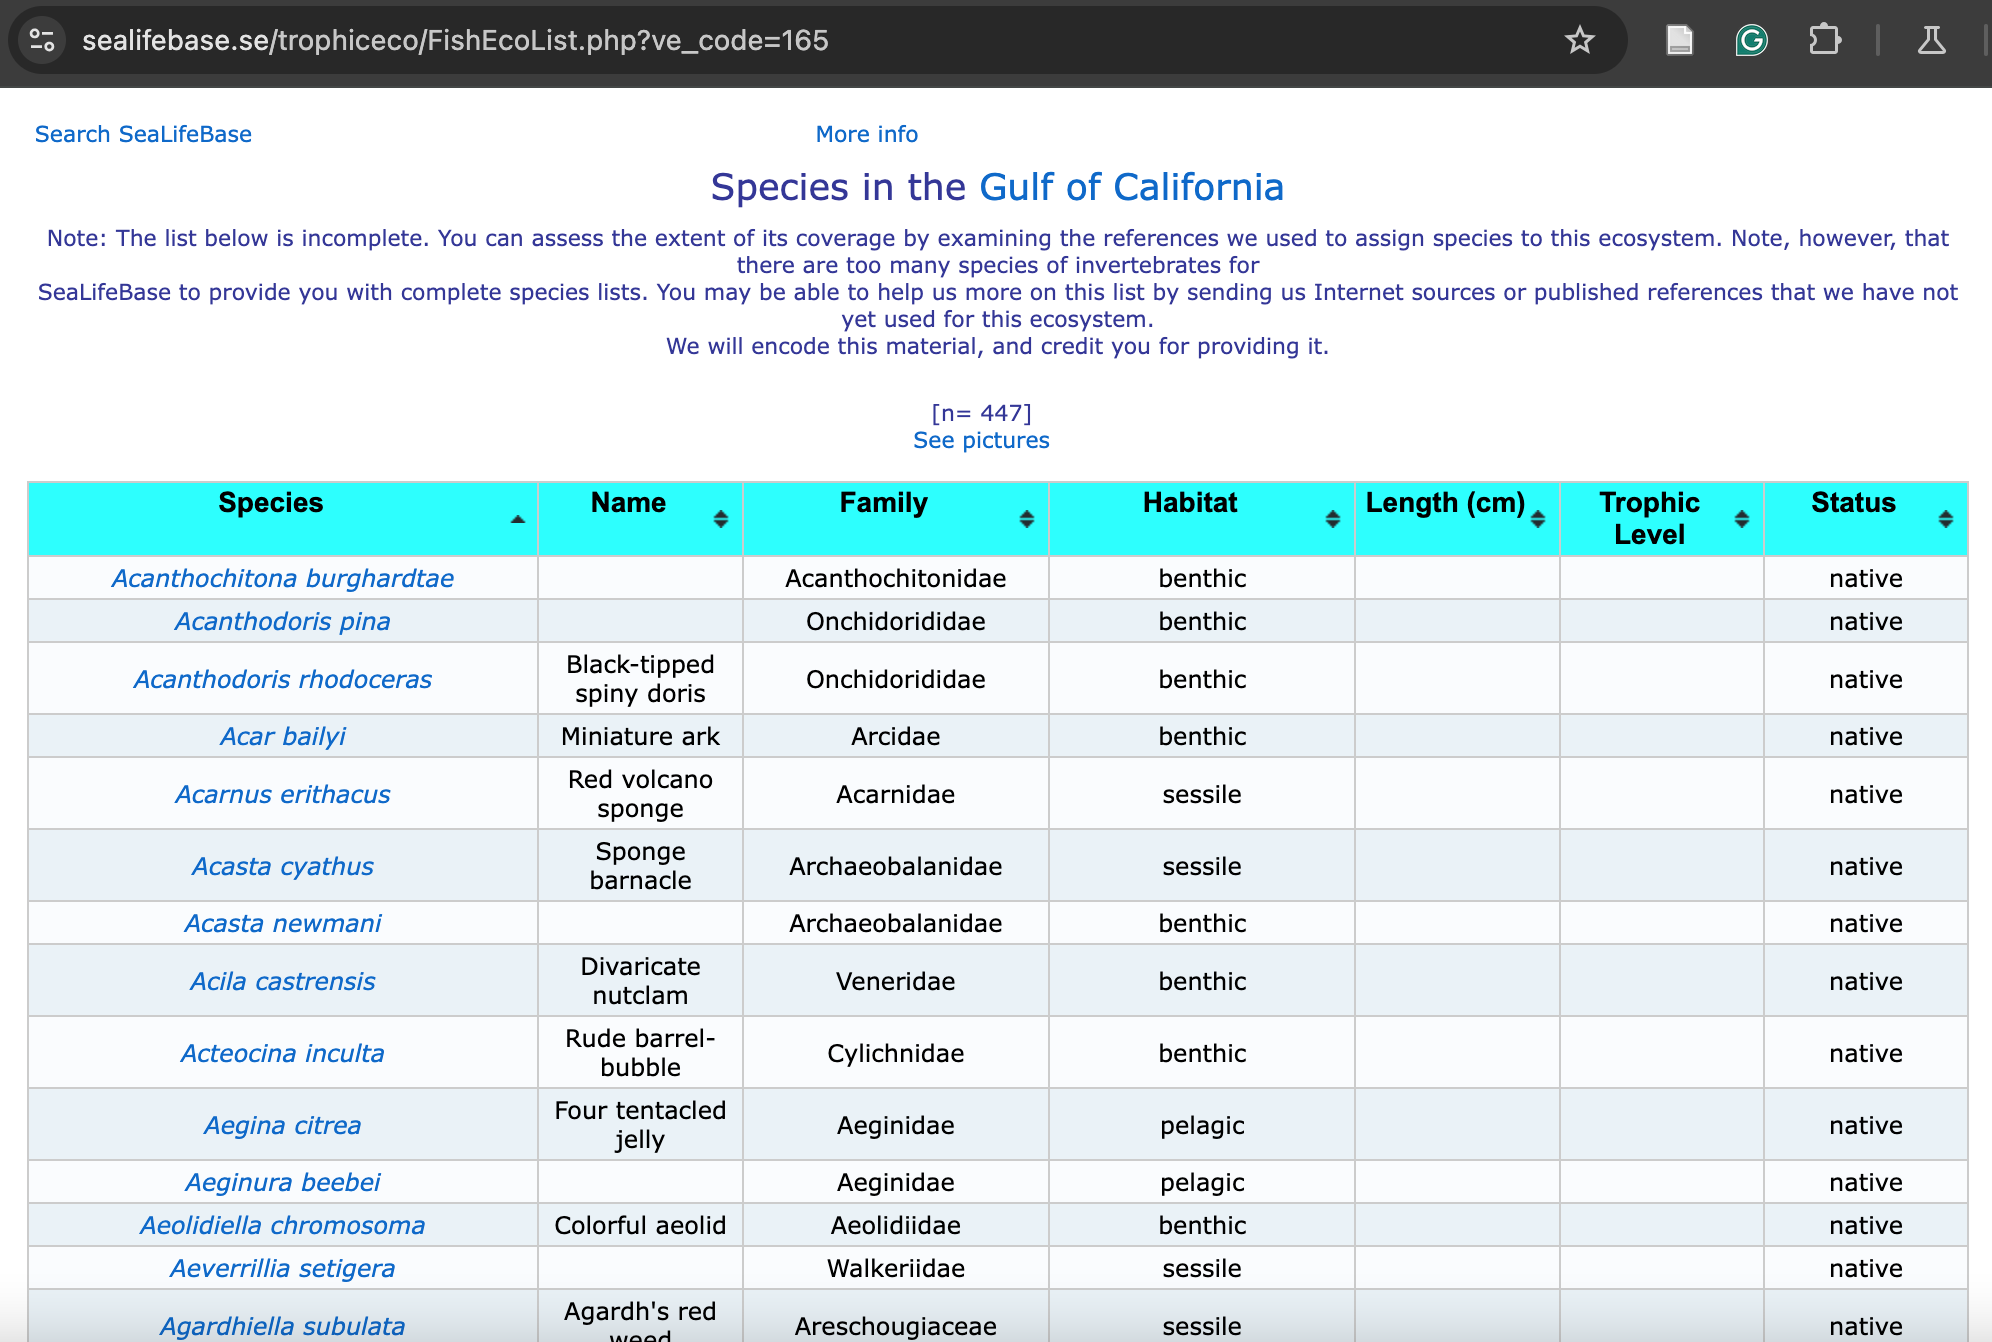 sealifebase.se/trophiceco/FishEcoList.php?ve_code=165
Search SeaLifeBase More info
Species in the Gulf of California
Note: The list below is incomplete. You can assess the extent of its coverage by examining the references we used to assign species to this ecosystem. Note, however, that
there are too many species of invertebrates for
SeaLifeBase to provide you with complete species lists. You may be able to help us more on this list by sending us Internet sources or published references that we have not
yet used for this ecosystem.
We will encode this material, and credit you for providing it.
[n= 447]
See pictures
Species Name Family Habitat Length (cm) Trophic
Level Status
Acanthochitona burghardtae Acanthochitonidae benthic native
Acanthodoris pina Onchidorididae benthic native
Acanthodoris rhodoceras Black-tipped
spiny doris Onchidorididae benthic native
Acar bailyi Miniature ark Arcidae benthic native
Acarnus erithacus Red volcano
sponge Acarnidae sessile native
Acasta cyathus Sponge
barnacle Archaeobalanidae sessile native
Acasta newmani Archaeobalanidae benthic native
Acila castrensis Divaricate
nutclam Veneridae benthic native
Acteocina inculta Rude barrel-
bubble Cylichnidae benthic native
Aegina citrea Four tentacled
jelly Aeginidae pelagic native
Aeginura beebei Aeginidae pelagic native
Aeolidiella chromosoma Colorful aeolid Aeolidiidae benthic native
Aeverrillia setigera Walkeriidae sessile native
Agardhiella subulata Agardh's red
weed Areschougiaceae sessile native